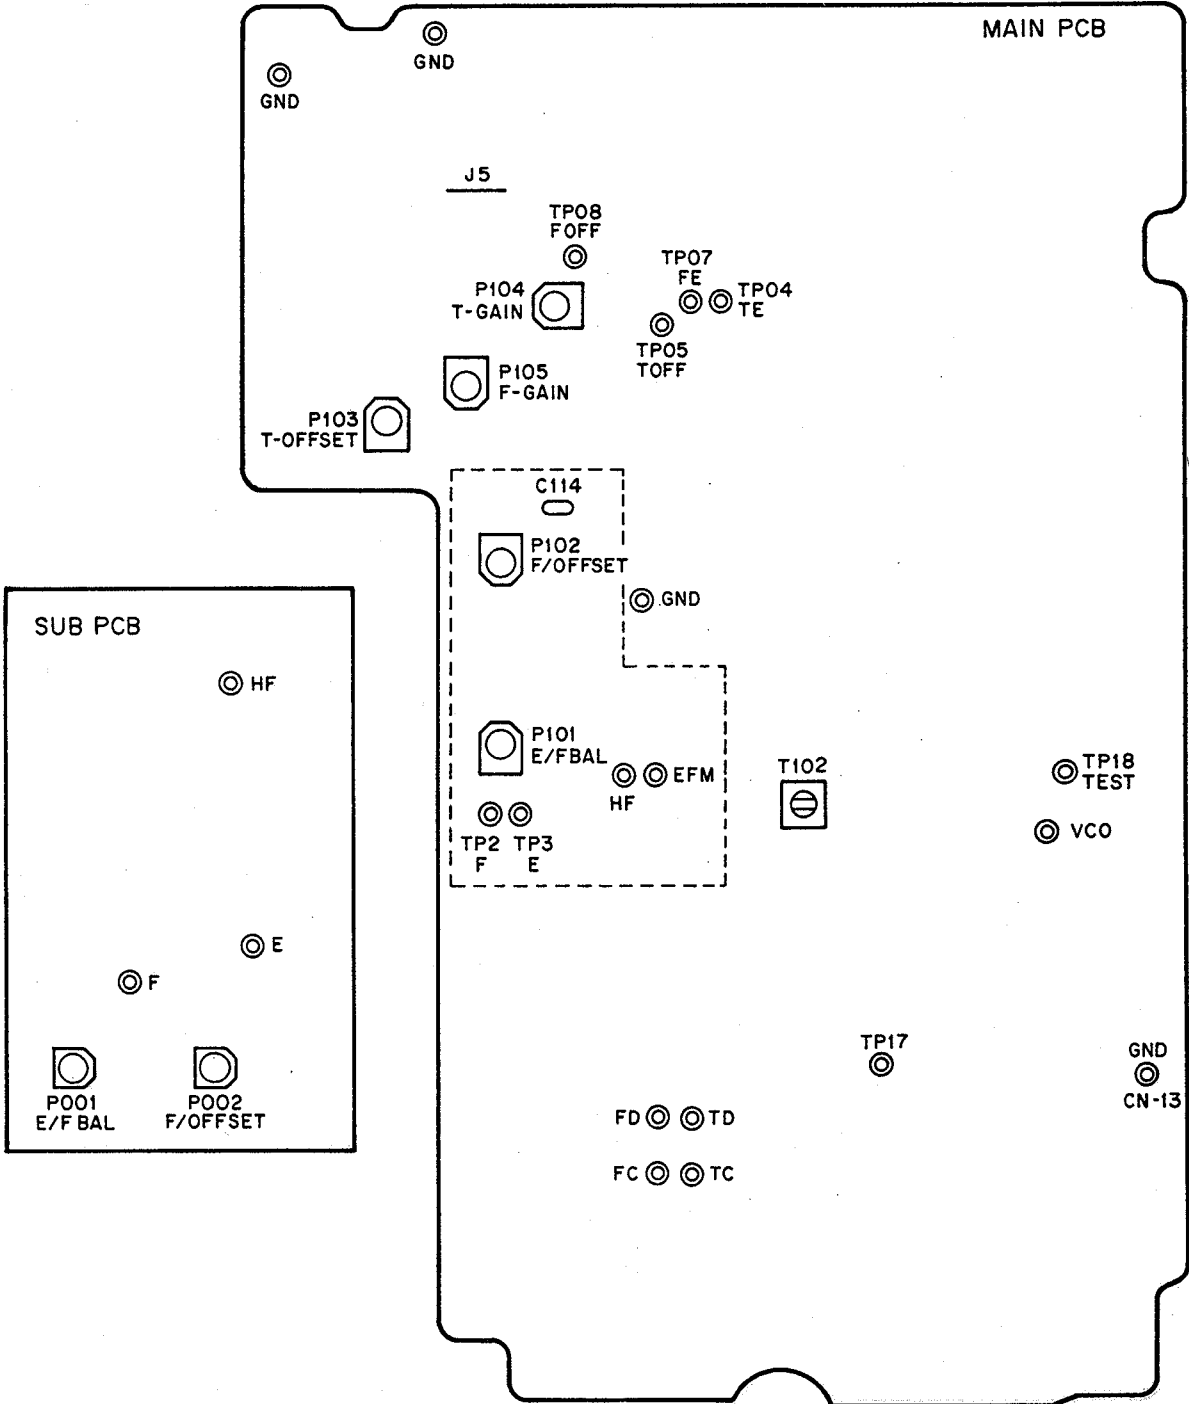 MAIN PCB
GND
GND
J5
TP08
FOFF
TP07
FE
TP04
TE
P104
T-GAIN
TP05
TOFF
P105
F-GAIN
P103
T-OFFSET
C114
P102
F/OFFSET
GND
P101
E/FBAL
HF
EFM
TP2
F
TP3
E
T102
TP18
TEST
VCO
TP17
GND
CN-13
FD
TD
FC
TC
SUB PCB
HF
E
F
P001
E/F BAL
P002
F/OFFSET